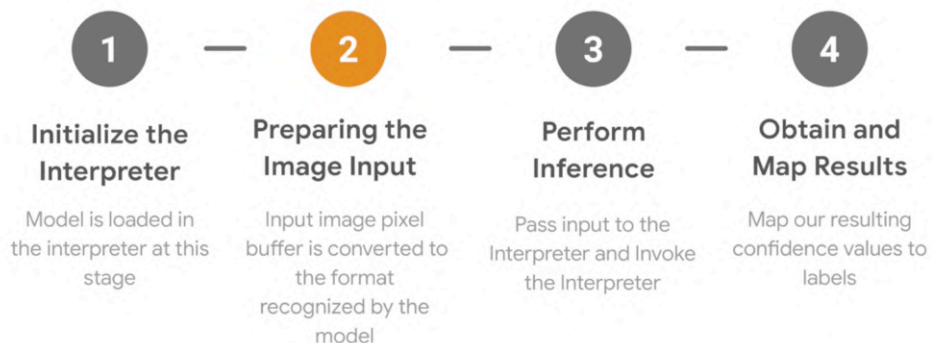 1
2
3
4
Initialize the
Interpreter
Model is loaded in
the interpreter at this
stage
Preparing the
Image Input
Input image pixel
buffer is converted to
the format
recognized by the
model
Perform
Inference
Pass input to the
Interpreter and Invoke
the Interpreter
Obtain and
Map Results
Map our resulting
confidence values to
labels